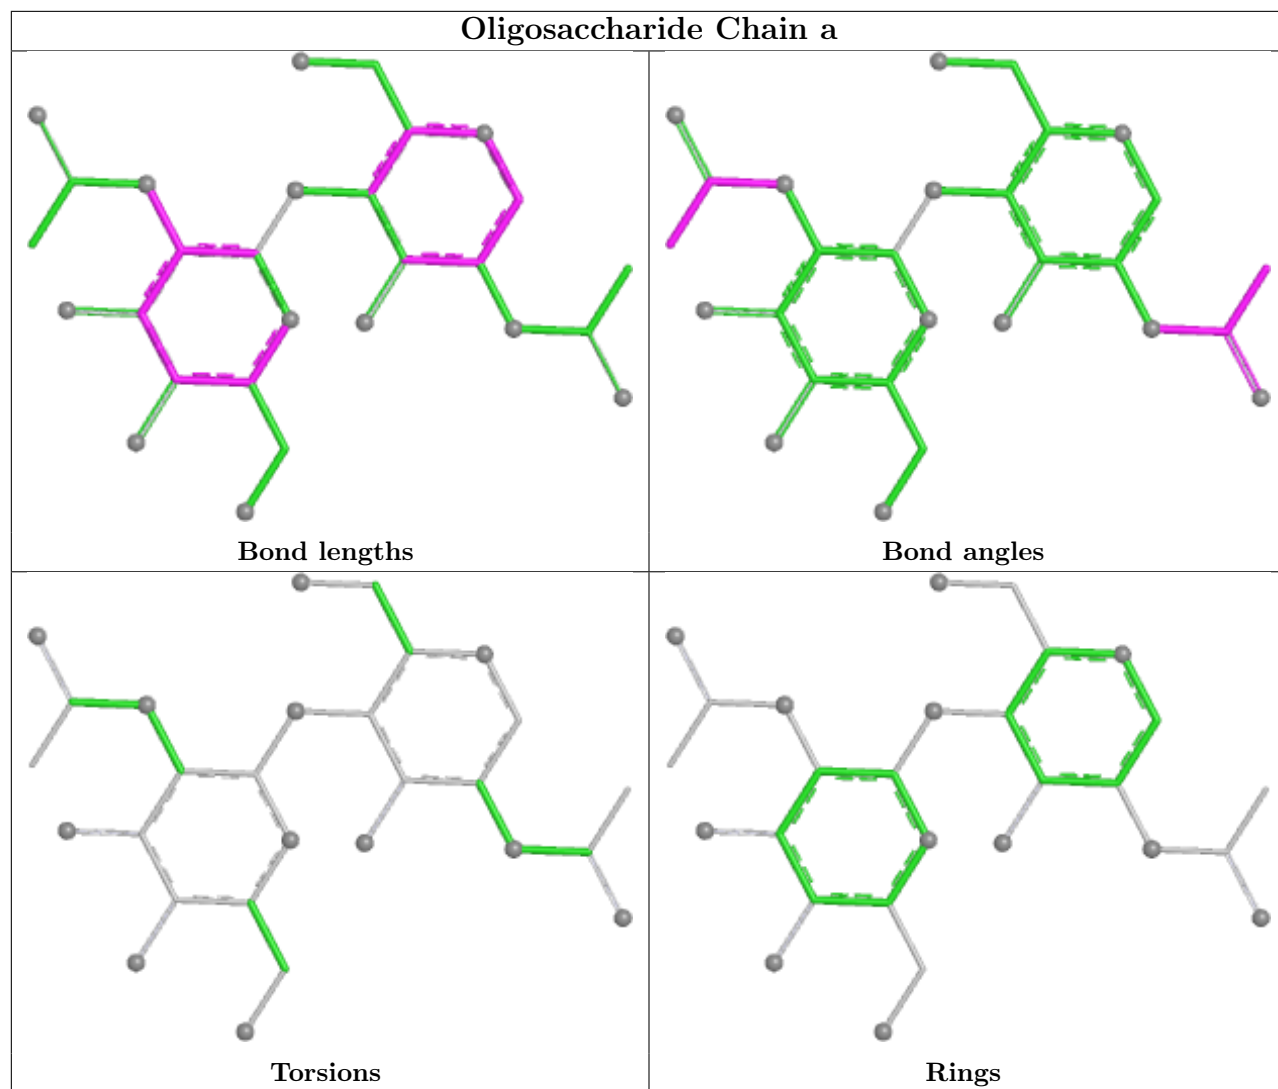 Oligosaccharide Chain a
Bond lengths
Bond angles
Torsions
Rings